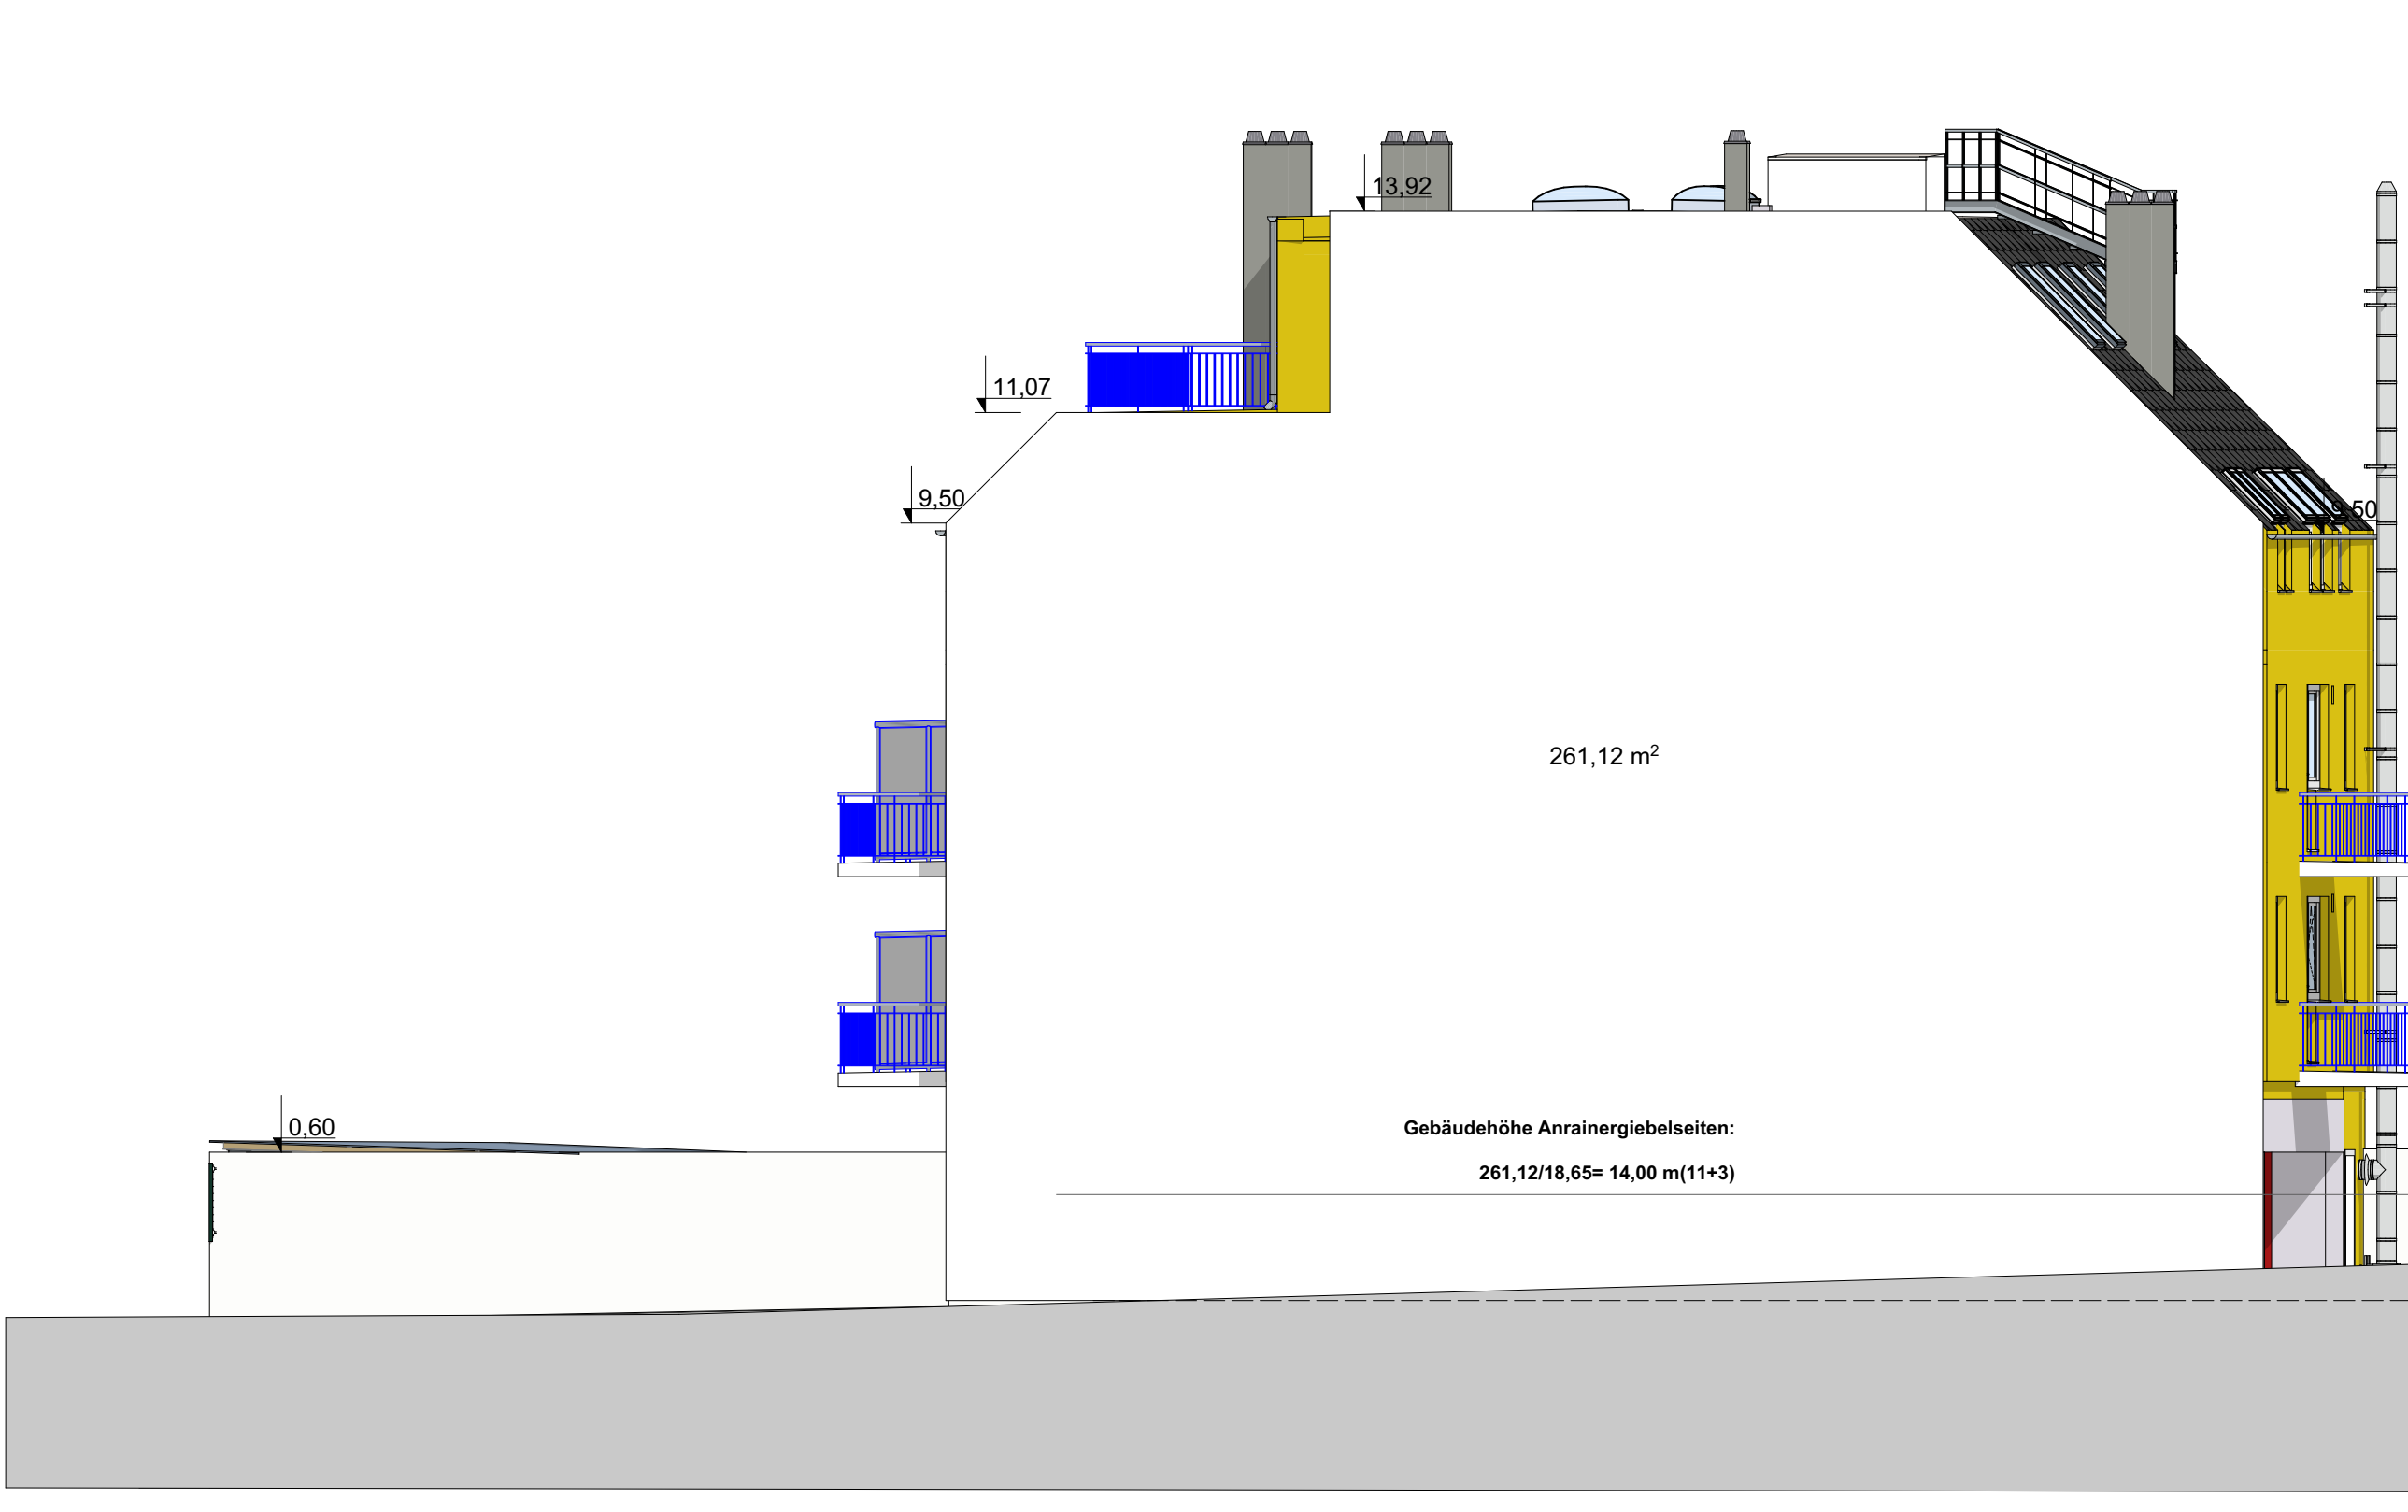 13,92
11,07
9,50
9,50
261,12 m²
0,60
Gebäudehöhe Anrainergiebelseiten:
261,12/18,65= 14,00 m(11+3)